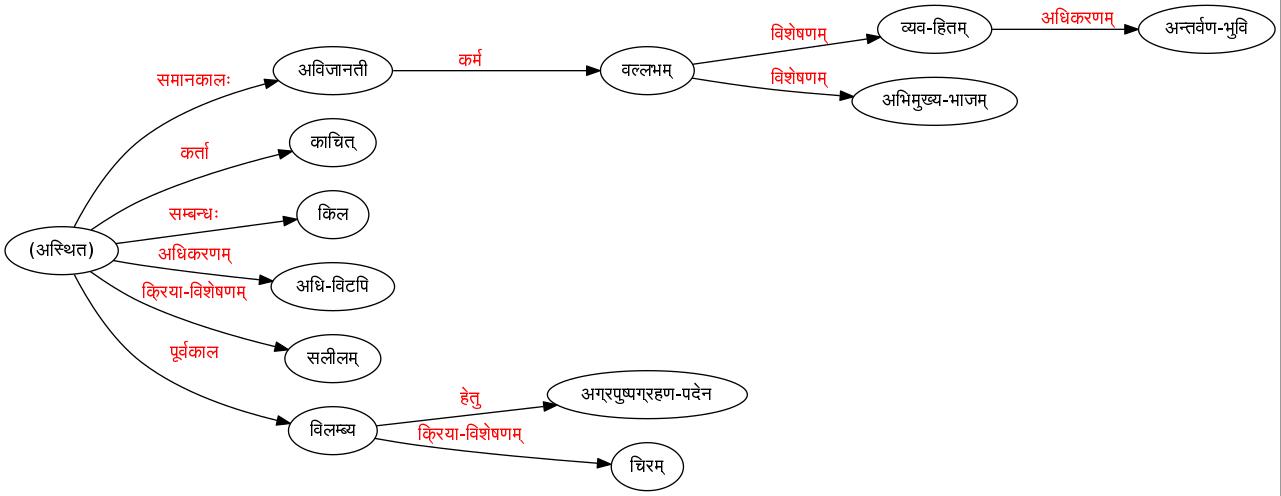 विशेषणम्
व्यव-हितम्
अधिकरणम्
अन्तर्वण-भुवि
समानकालः
अविजानती
कर्म
वल्लभम्
विशेषणम्
अभिमुख्य-भाजम्
कर्ता
काचित्
सम्बन्धः
किल
(अस्थित)
अधिकरणम्
अधि-विटपि
क्रिया-विशेषणम्
सलीलम्
पूर्वकाल
विलम्ब्य
हेतु
अग्रपुष्पग्रहण-पदेन
क्रिया-विशेषणम्
चिरम्